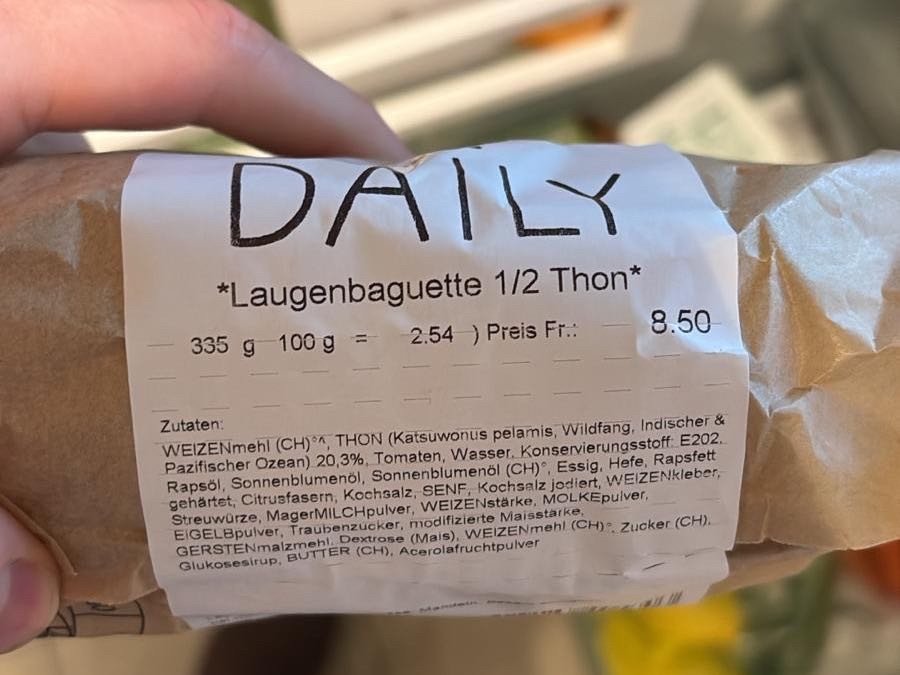 DAILY
*Laugenbaguette 1/2 Thon*
335 g 100 g = 2.54 ) Preis Fr.: 8.50
Zutaten:
WEIZENmehl (CH)°^, THON (Katsuwonus pelamis, Wildfang, Indischer &
Pazifischer Ozean) 20,3%, Tomaten, Wasser, Konservierungsstoff: E202,
Rapsöl, Sonnenblumenöl, Sonnenblumenöl (CH)°, Essig, Hefe, Rapsfett
gehärtet, Citrusfasern, Kochsalz, SENF, Kochsalz jodiert, WEIZENkleber,
Streuwürze, MagerMILCHpulver, WEIZENstärke, MOLKEpulver,
EIGELBpulver, Traubenzucker, modifizierte Maisstärke,
GERSTENmalzmehl, Dextrose (Mais), WEIZENmehl (CH)°, Zucker (CH),
Glukosesirup, BUTTER (CH), Acerolafruchtpulver
Mandeln